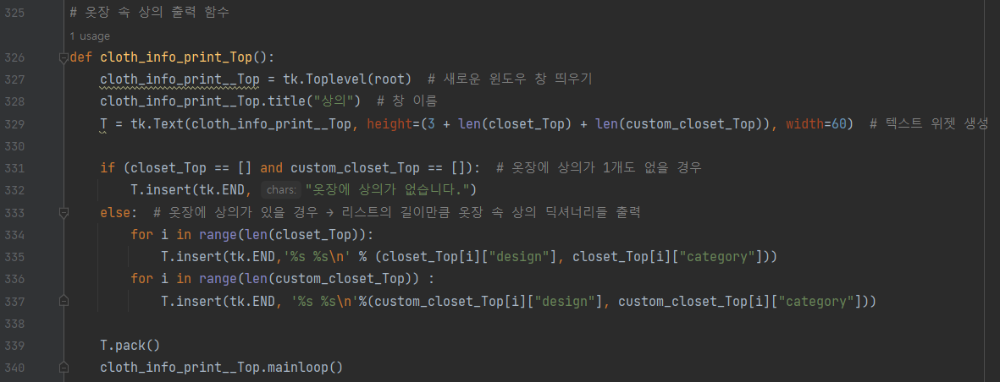 325 # 옷장 속 상의 출력 함수
1 usage
326 def cloth_info_print_Top():
327 cloth_info_print__Top = tk.Toplevel(root)  # 새로운 윈도우 창 띄우기
328 cloth_info_print__Top.title("상의")  # 창 이름
329 T = tk.Text(cloth_info_print__Top, height=(3 + len(closet_Top) + len(custom_closet_Top)), width=60)  # 텍스트 위젯 생성
330
331 if (closet_Top == [] and custom_closet_Top == []):  # 옷장에 상의가 1개도 없을 경우
332 T.insert(tk.END, chars: "옷장에 상의가 없습니다.")
333 else:  # 옷장에 상의가 있을 경우 → 리스트의 길이만큼 옷장 속 상의 딕셔너리들 출력
334 for i in range(len(closet_Top)):
335 T.insert(tk.END,'%s %s\n' % (closet_Top[i]["design"], closet_Top[i]["category"]))
336 for i in range(len(custom_closet_Top)) :
337 T.insert(tk.END, '%s %s\n'%(custom_closet_Top[i]["design"], custom_closet_Top[i]["category"]))
338
339 T.pack()
340 cloth_info_print__Top.mainloop()